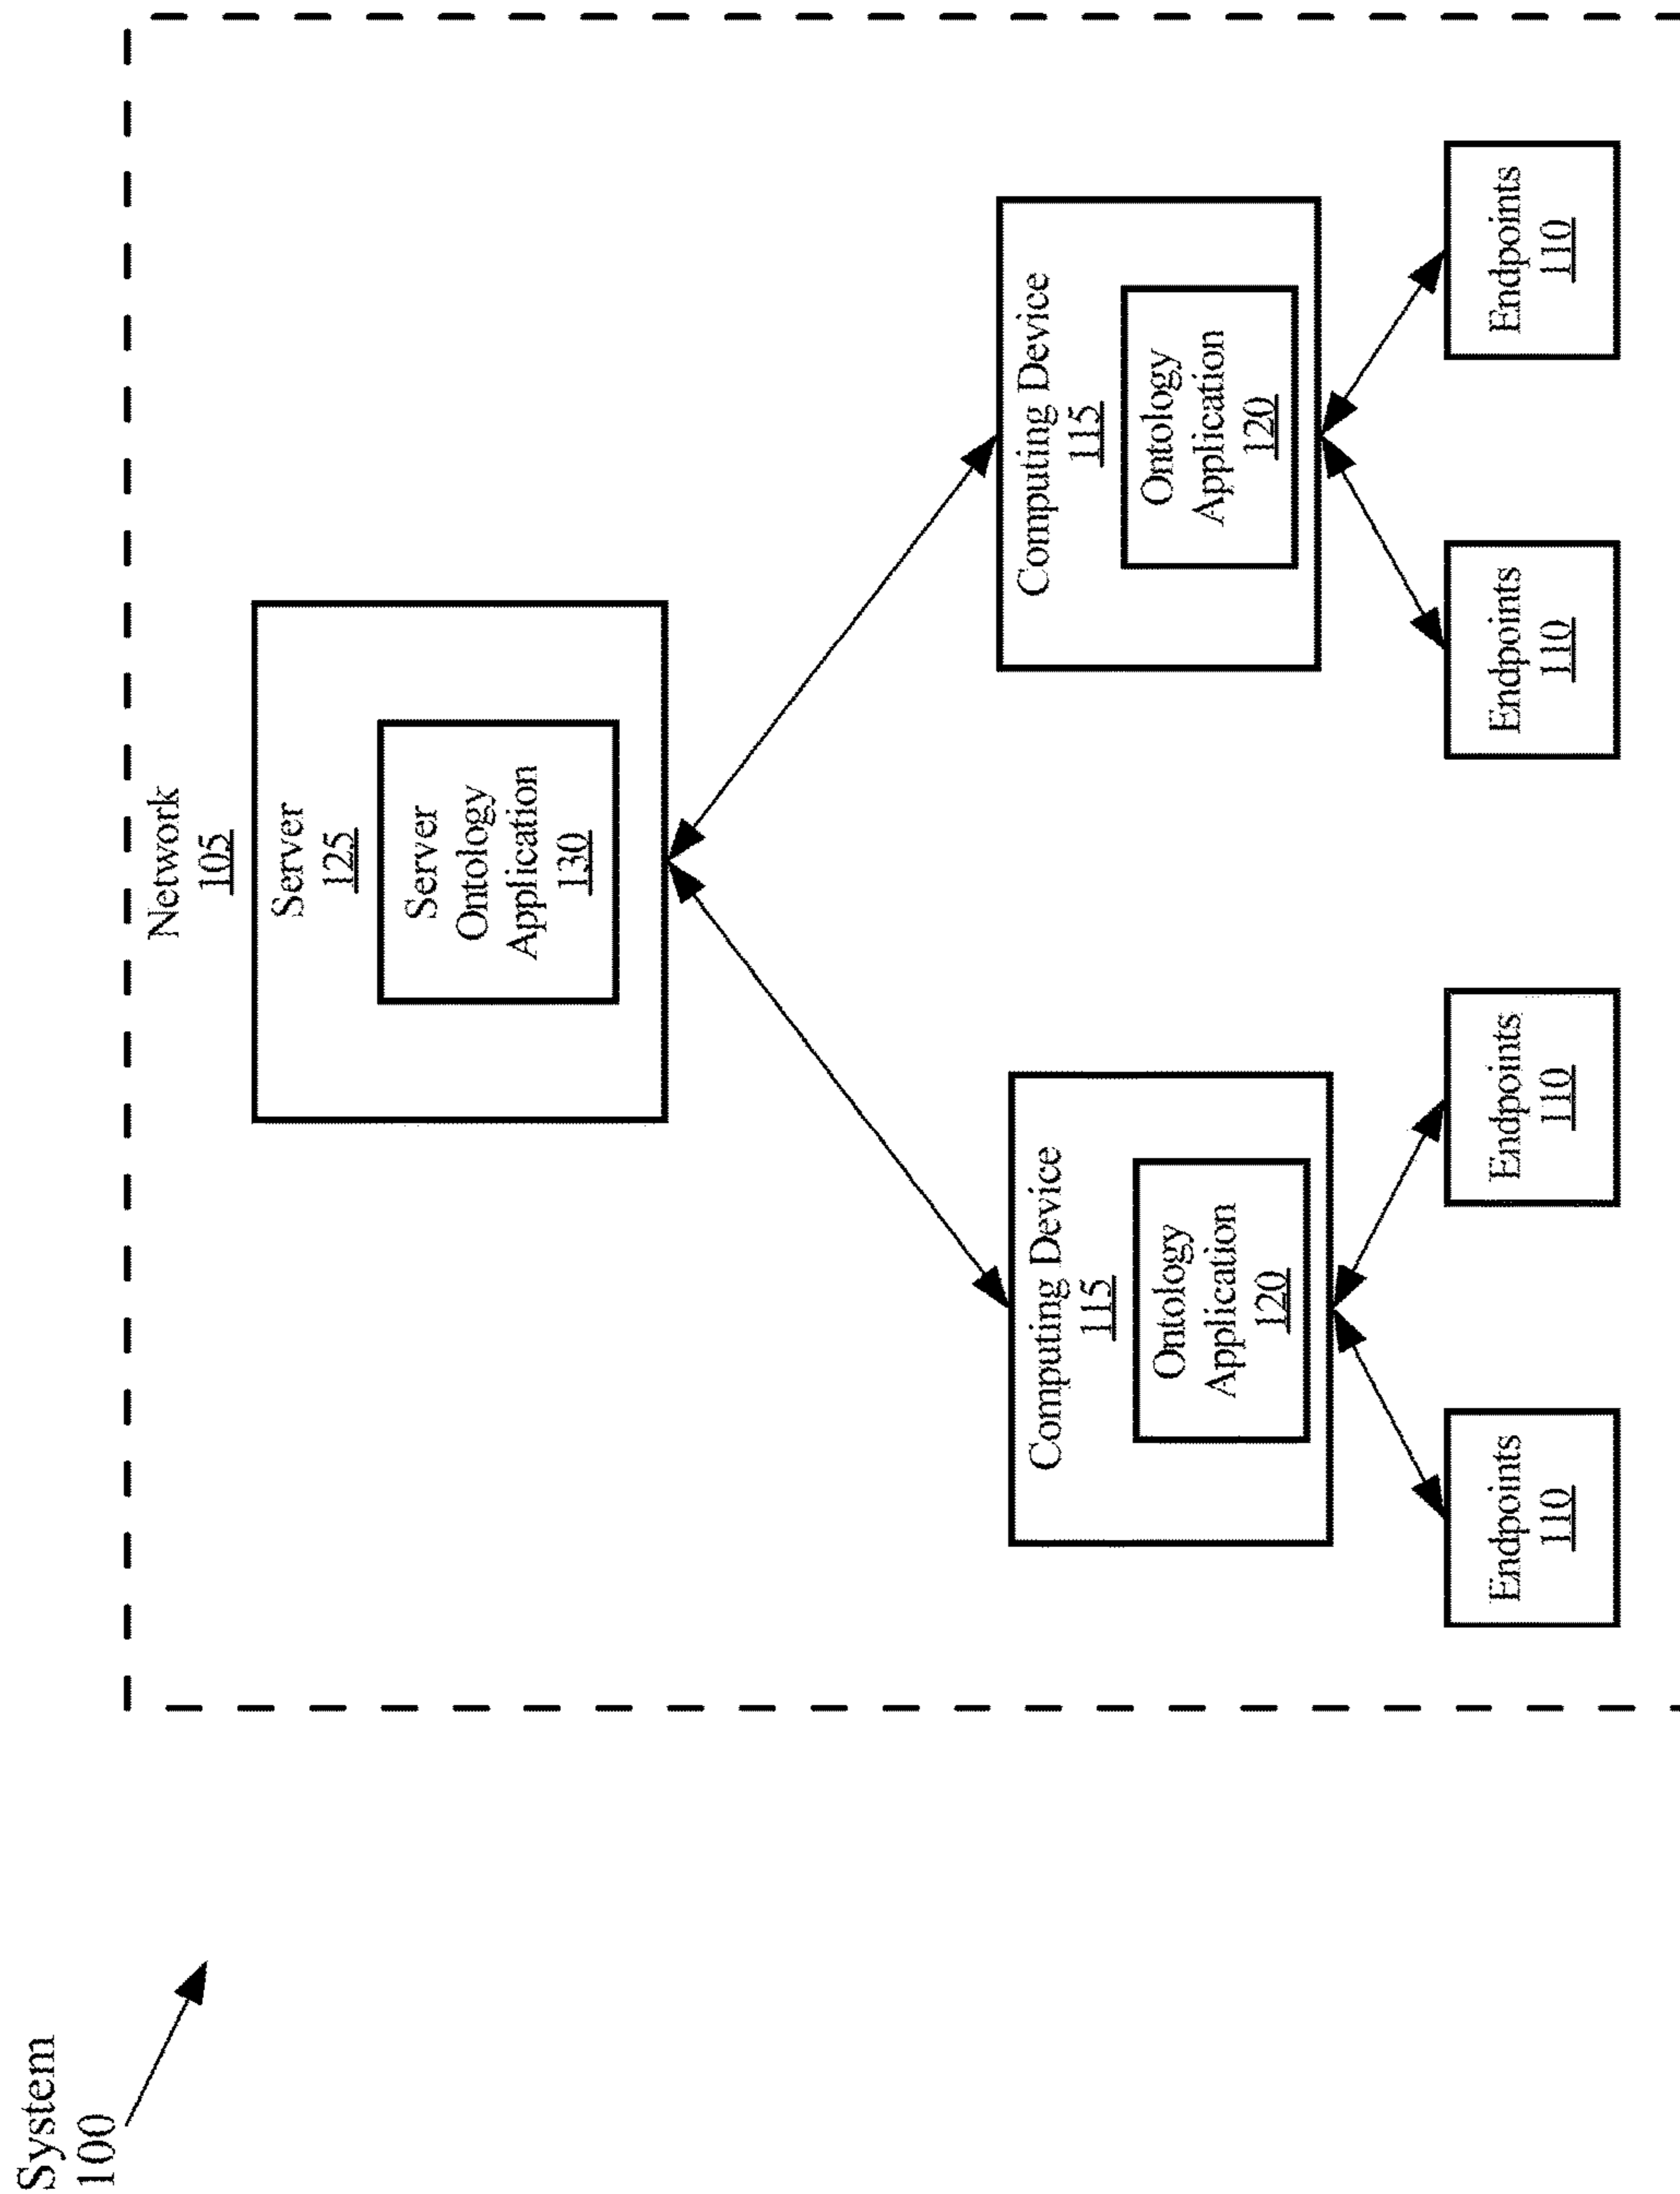 System
100
Network
105
Server
125
Server
Ontology
Application
130
Computing Device
115
Ontology
Application
120
Computing Device
115
Ontology
Application
120
Endpoints
110
Endpoints
110
Endpoints
110
Endpoints
110